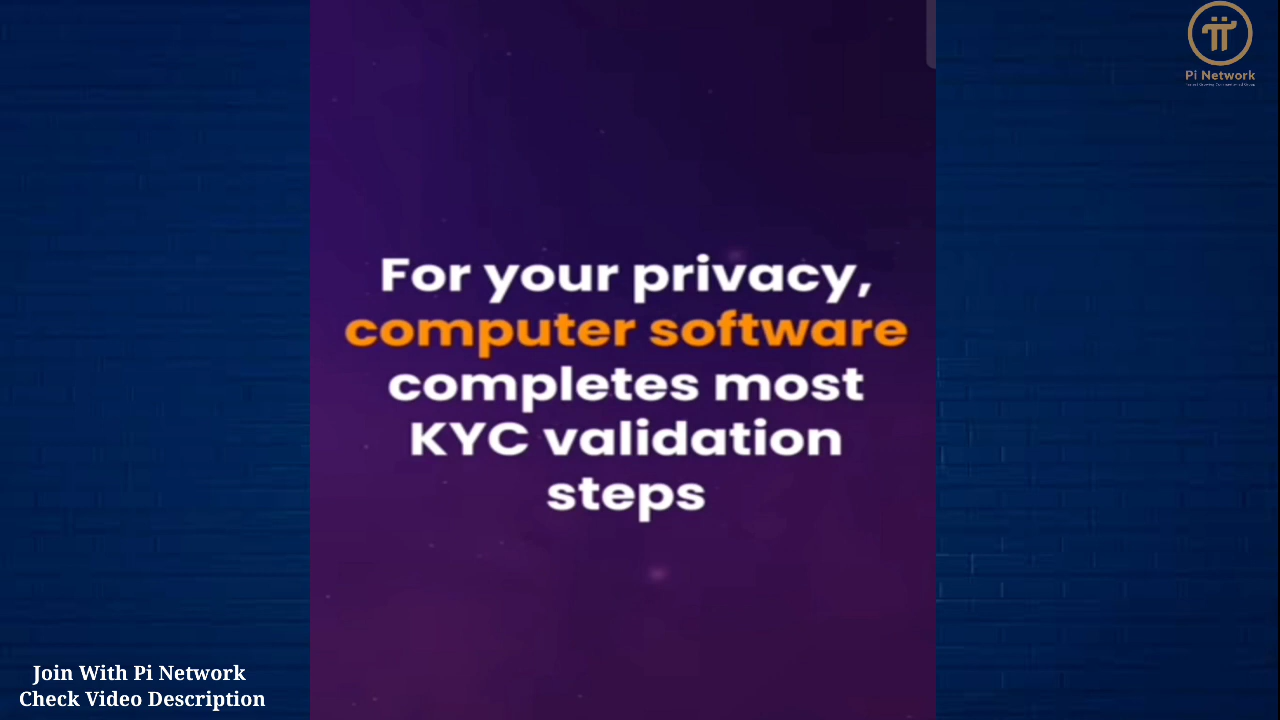 Pi Network
For your privacy,
computer software
completes most
KYC validation
steps
Join With Pi Network
Check Video Description